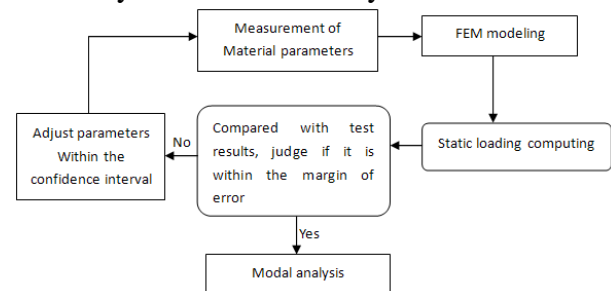 Measurement of
Material parameters
FEM modeling
Static loading computing
Compared with test
results, judge if it is
within the margin of
error
No
Adjust parameters
Within the
confidence interval
Yes
Modal analysis